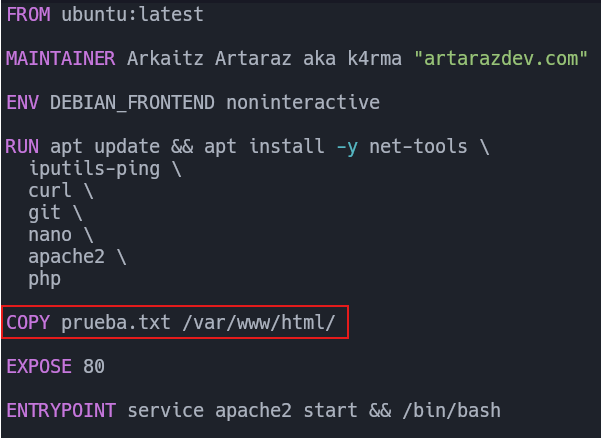 FROM ubuntu:latest
MAINTAINER Arkaitz Artaraz aka k4rma "artarazdev.com"
ENV DEBIAN_FRONTEND noninteractive
RUN apt update && apt install -y net-tools \
iputils-ping \
curl \
git \
nano \
apache2 \
php
COPY prueba.txt /var/www/html/
EXPOSE 80
ENTRYPOINT service apache2 start && /bin/bash